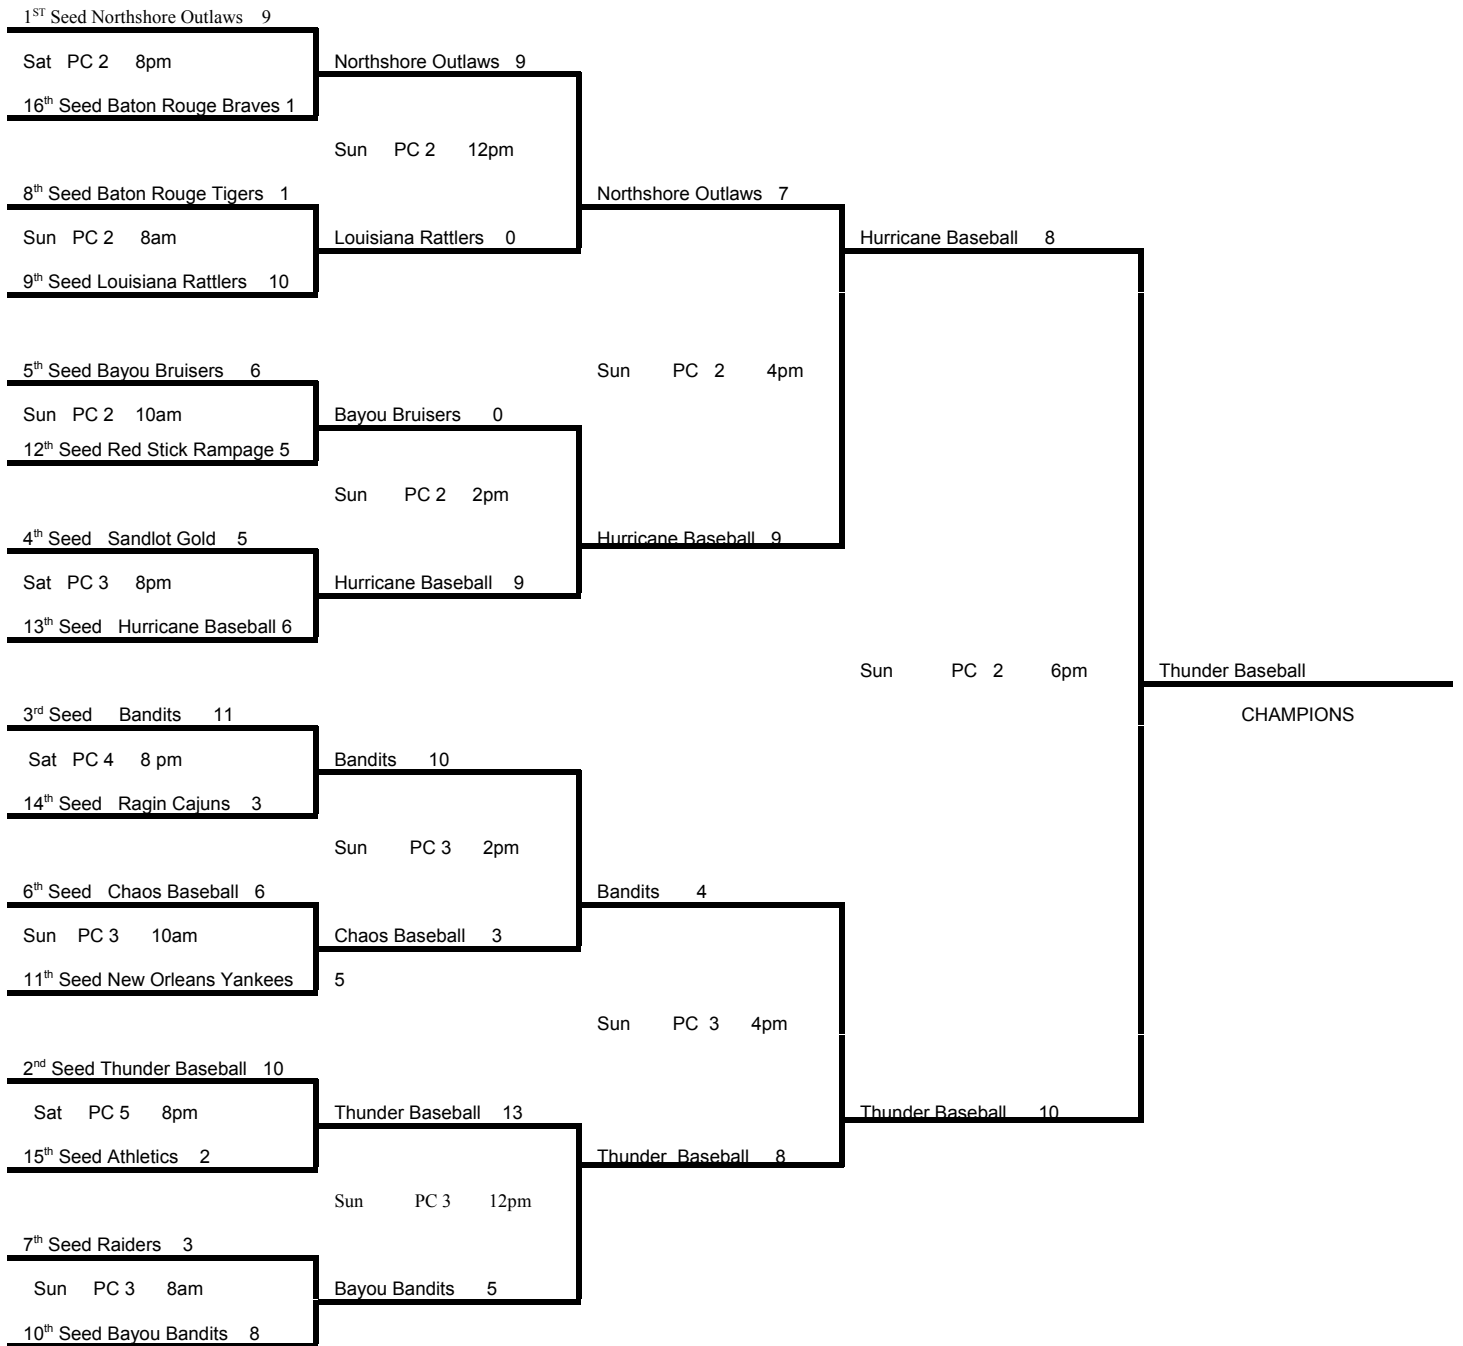 1ST Seed Northshore Outlaws 9
Sat PC 2 8pm
Northshore Outlaws 9
16th Seed Baton Rouge Braves 1
Sun PC 2 12pm
8th Seed Baton Rouge Tigers 1
Northshore Outlaws 7
Sun PC 2 8am
Louisiana Rattlers 0
Hurricane Baseball 8
9th Seed Louisiana Rattlers 10
5th Seed Bayou Bruisers 6
Sun PC 2 4pm
Sun PC 2 10am
Bayou Bruisers 0
12th Seed Red Stick Rampage 5
Sun PC 2 2pm
4th Seed Sandlot Gold 5
Hurricane Baseball 9
Sat PC 3 8pm
Hurricane Baseball 9
13th Seed Hurricane Baseball 6
Sun PC 2 6pm
Thunder Baseball
3rd Seed Bandits 11
CHAMPIONS
Sat PC 4 8 pm
Bandits 10
14th Seed Ragin Cajuns 3
Sun PC 3 2pm
6th Seed Chaos Baseball 6
Bandits 4
Sun PC 3 10am
Chaos Baseball 3
11th Seed New Orleans Yankees 5
Sun PC 3 4pm
2nd Seed Thunder Baseball 10
Sat PC 5 8pm
Thunder Baseball 13
Thunder Baseball 10
15th Seed Athletics 2
Thunder Baseball 8
Sun PC 3 12pm
7th Seed Raiders 3
Sun PC 3 8am
Bayou Bandits 5
10th Seed Bayou Bandits 8